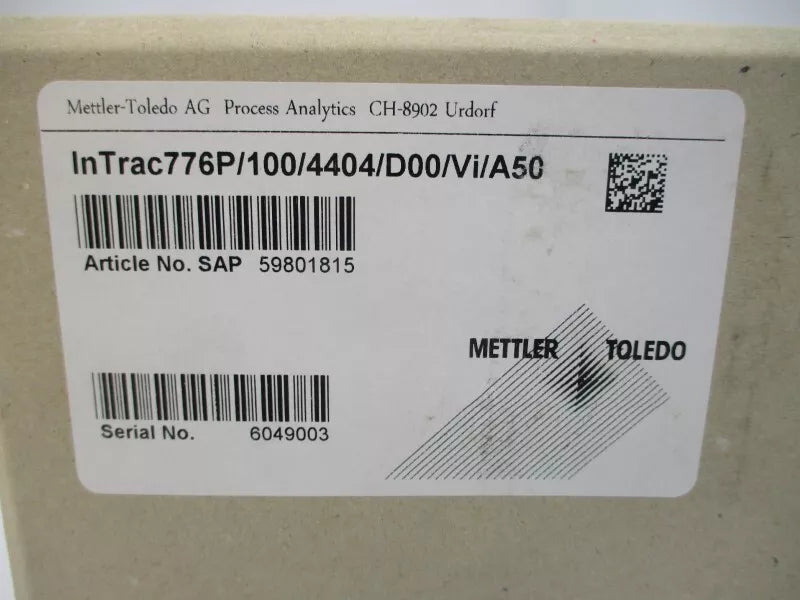 Mettler-Toledo AG Process Analytics CH-8902 Urdorf
InTrac776P/100/4404/D00/Vi/A50
Article No. SAP 59801815
METTLER TOLEDO
Serial No. 6049003